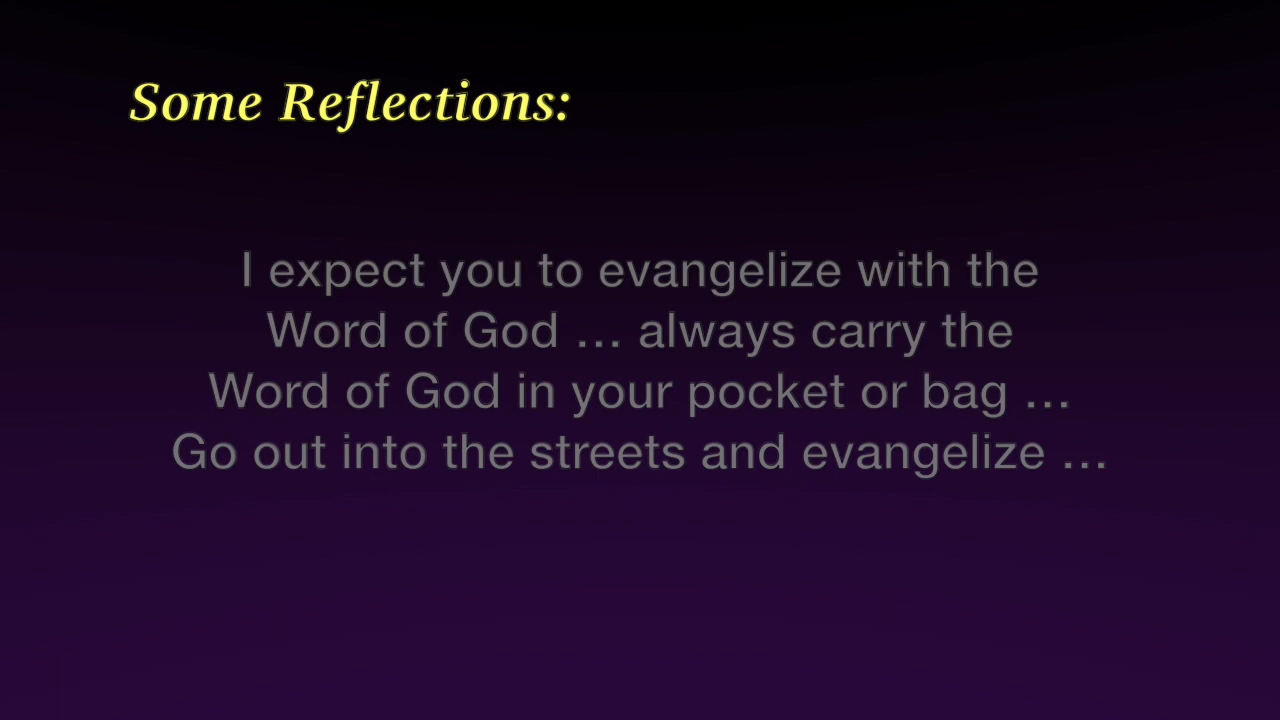 Some Reflections:
I expect you to evangelize with the
Word of God ... always carry the
Word of God in your pocket or bag ...
Go out into the streets and evangelize ...